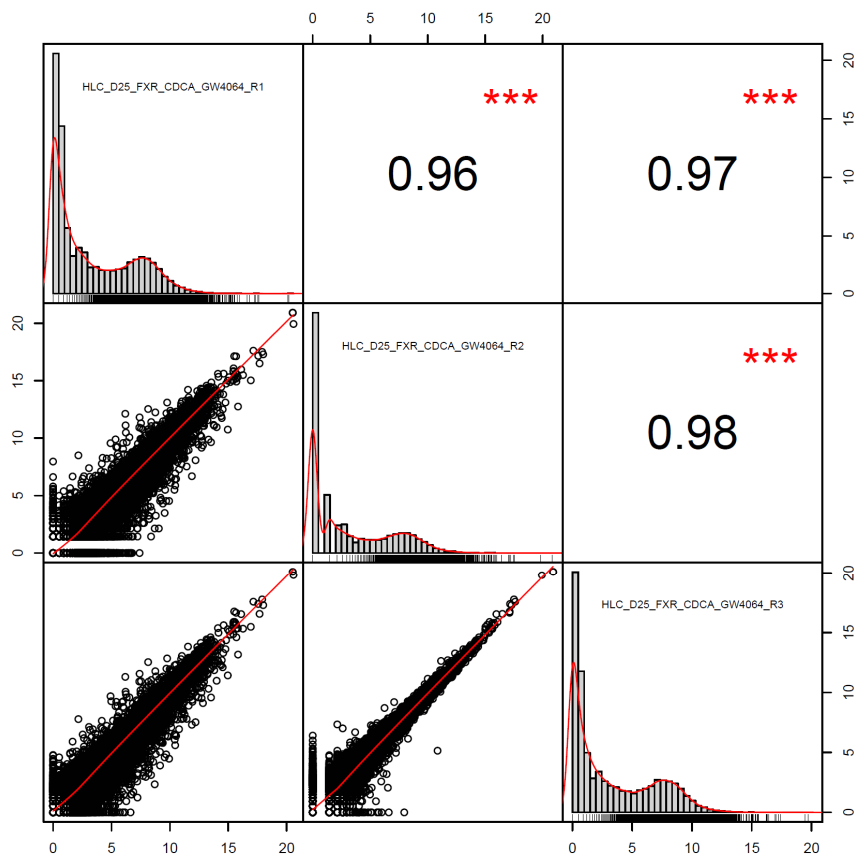 0 5 10 15 20
HLC_D25_FXR_CDCA_GW4064_R1
***
0.96
***
0.97
0 5 10 15 20
0 5 10 15 20
HLC_D25_FXR_CDCA_GW4064_R2
***
0.98
HLC_D25_FXR_CDCA_GW4064_R3
0 5 10 15 20
0 5 10 15 20
0 5 10 15 20